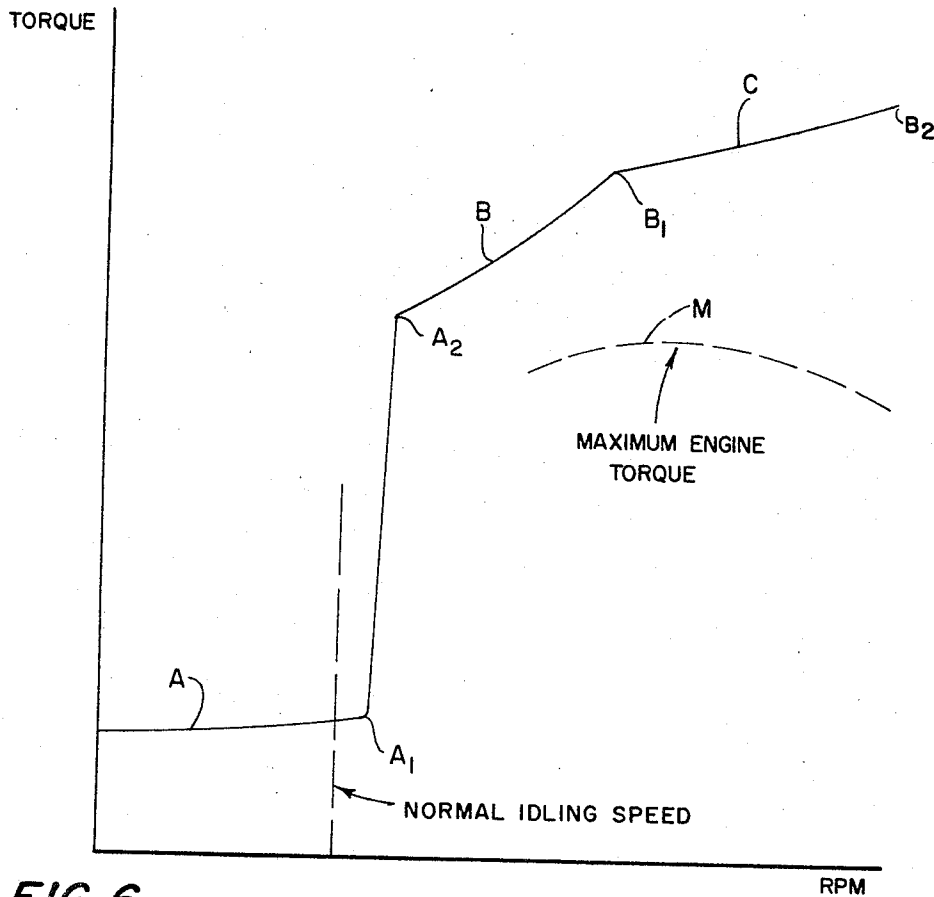 TORQUE
C
B2
B
B1
A2
M
MAXIMUM ENGINE
TORQUE
A
A1
NORMAL IDLING SPEED
RPM
FIG 6